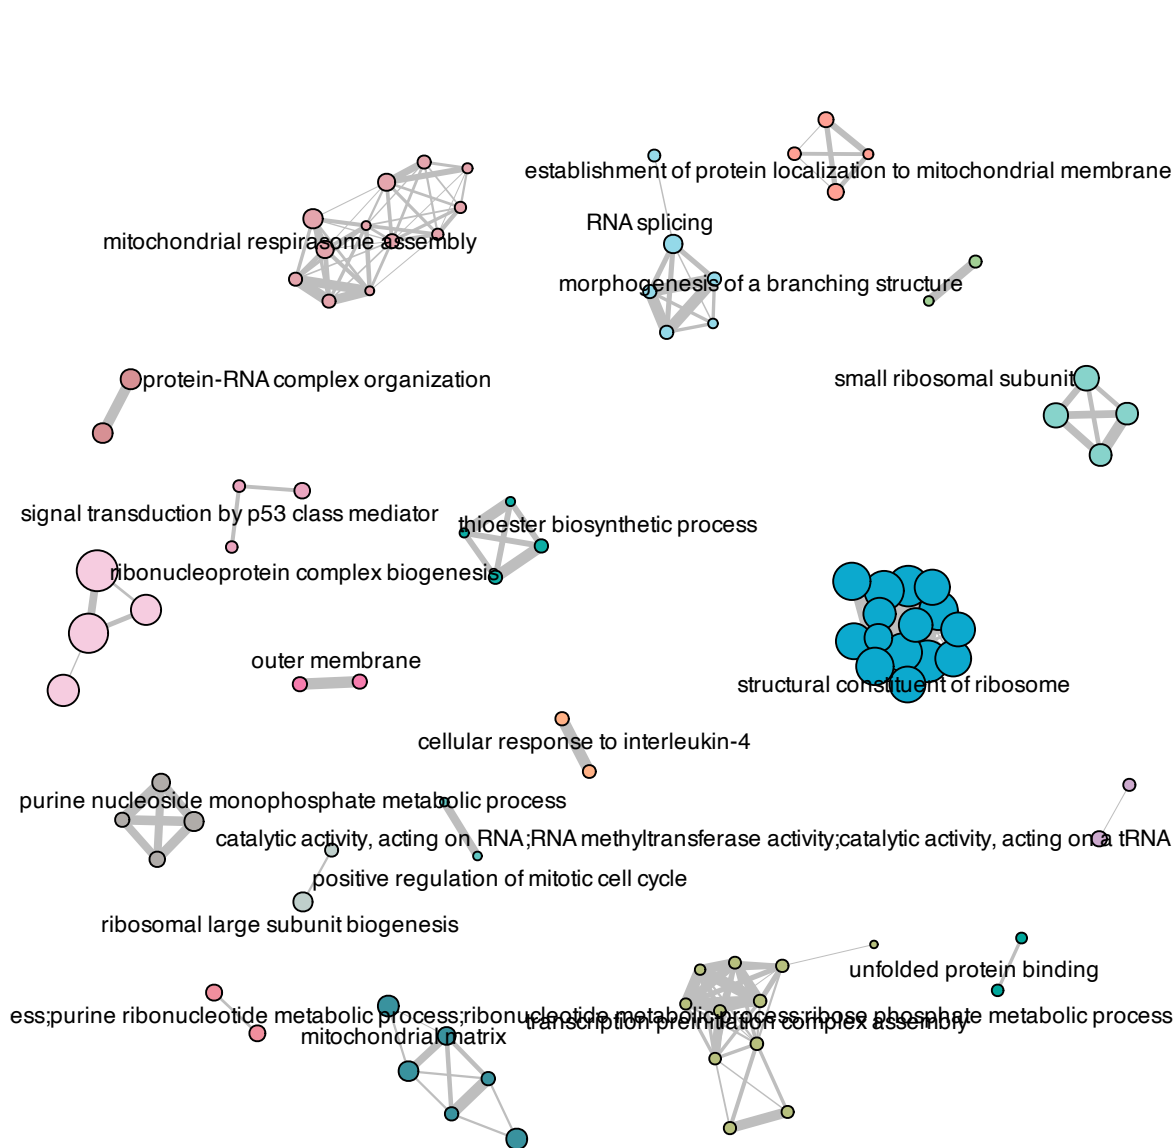 establishment of protein localization to mitochondrial membrane
RNA splicing
mitochondrial respirasome assembly
morphogenesis of a branching structure
protein-RNA complex organization
small ribosomal subunit
signal transduction by p53 class mediator
thioester biosynthetic process
ribonucleoprotein complex biogenesis
outer membrane
structural constituent of ribosome
cellular response to interleukin-4
purine nucleoside monophosphate metabolic process
catalytic activity, acting on RNA;RNA methyltransferase activity;catalytic activity, acting on a tRNA
positive regulation of mitotic cell cycle
ribosomal large subunit biogenesis
unfolded protein binding
ess;purine ribonucleotide metabolic process;ribonucleotide metabolic process;ribose phosphate metabolic process
transcription preinitiation complex assembly
mitochondrial matrix